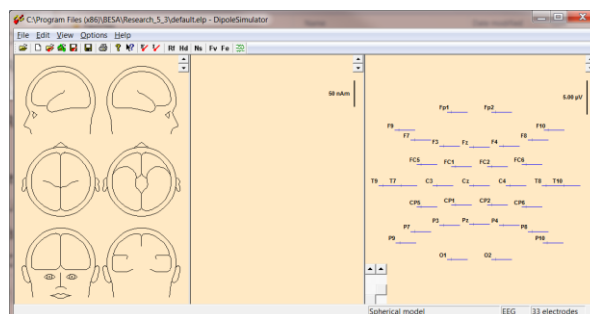 C:\Program Files (x86)\BESA\Research_5_3\default.elp - DipoleSimulator
File Edit View Options Help
Rf Hd Ns Fv Fe
50 nAm
5.00 µV
Fp1 Fp2
F9 F10
F7 F8
F3 Fz F4
FC5 FC1 FC2 FC6
T9 T7 C3 Cz C4 T8 T10
CP5 CP1 CP2 CP6
P7 P3 Pz P4 P8
P9 P10
O1 O2
Spherical model EEG 33 electrodes